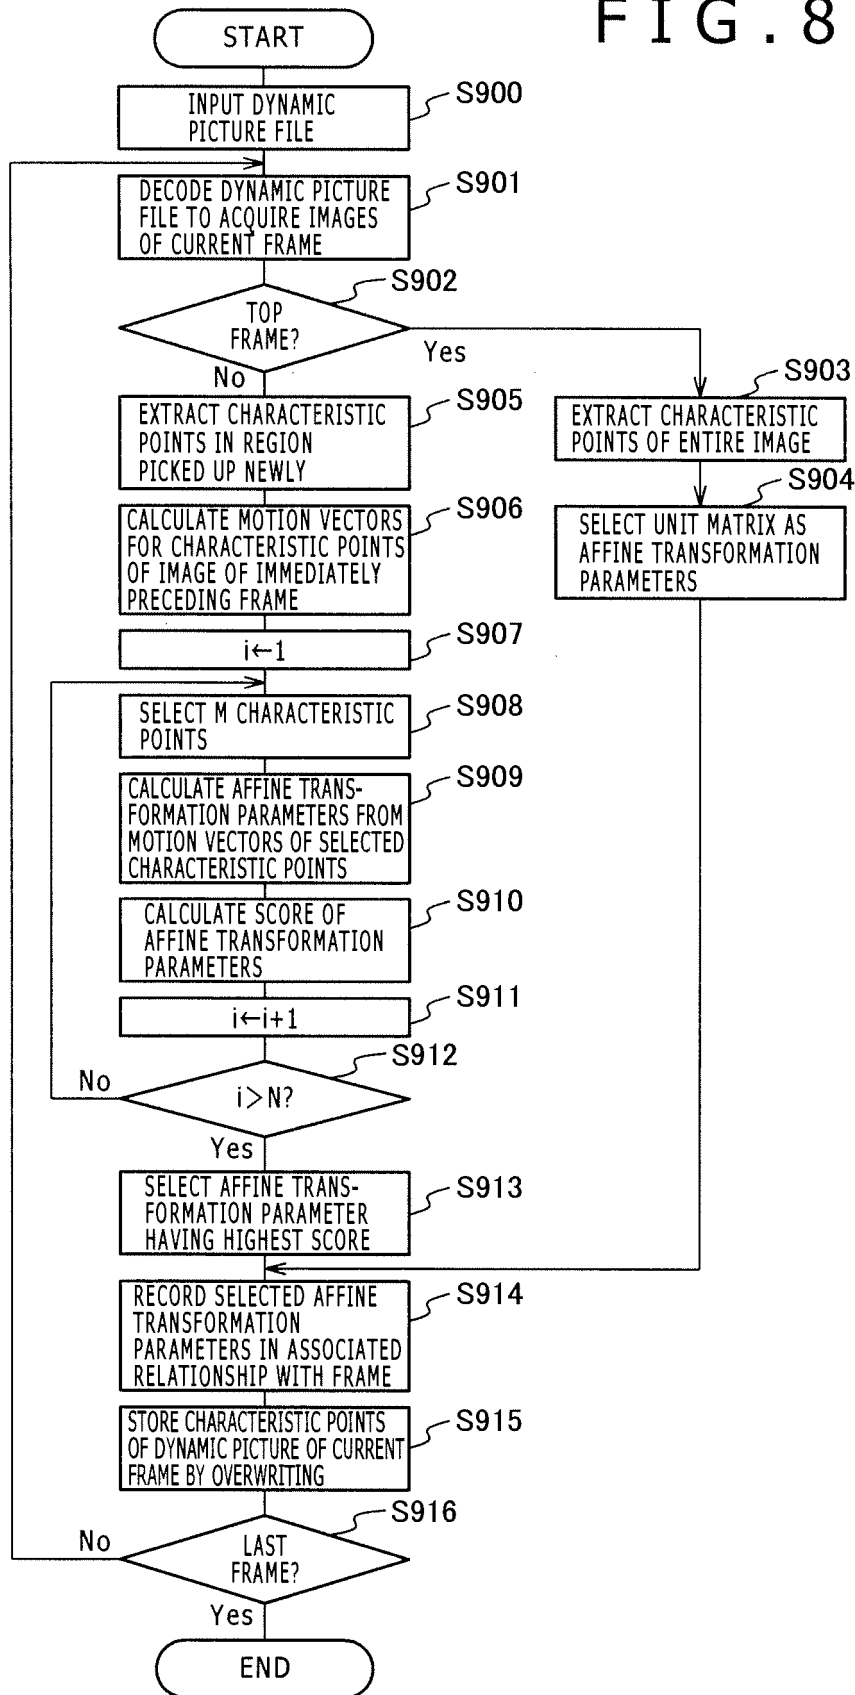 FIG.8
START
S900
INPUT DYNAMIC
PICTURE FILE
S901
DECODE DYNAMIC PICTURE
FILE TO ACQUIRE IMAGES
OF CURRENT FRAME
S902
TOP
FRAME?
Yes
No
S903
EXTRACT CHARACTERISTIC
POINTS OF ENTIRE IMAGE
S904
SELECT UNIT MATRIX AS
AFFINE TRANSFORMATION
PARAMETERS
S905
EXTRACT CHARACTERISTIC
POINTS IN REGION
PICKED UP NEWLY
S906
CALCULATE MOTION VECTORS
FOR CHARACTERISTIC POINTS
OF IMAGE OF IMMEDIATELY
PRECEDING FRAME
S907
i←1
S908
SELECT M CHARACTERISTIC
POINTS
S909
CALCULATE AFFINE TRANS-
FORMATION PARAMETERS FROM
MOTION VECTORS OF SELECTED
CHARACTERISTIC POINTS
S910
CALCULATE SCORE OF
AFFINE TRANSFORMATION
PARAMETERS
S911
i←i+1
S912
i>N?
No
Yes
S913
SELECT AFFINE TRANS-
FORMATION PARAMETER
HAVING HIGHEST SCORE
S914
RECORD SELECTED AFFINE
TRANSFORMATION
PARAMETERS IN ASSOCIATED
RELATIONSHIP WITH FRAME
S915
STORE CHARACTERISTIC POINTS
OF DYNAMIC PICTURE OF CURRENT
FRAME BY OVERWRITING
S916
LAST
FRAME?
No
Yes
END